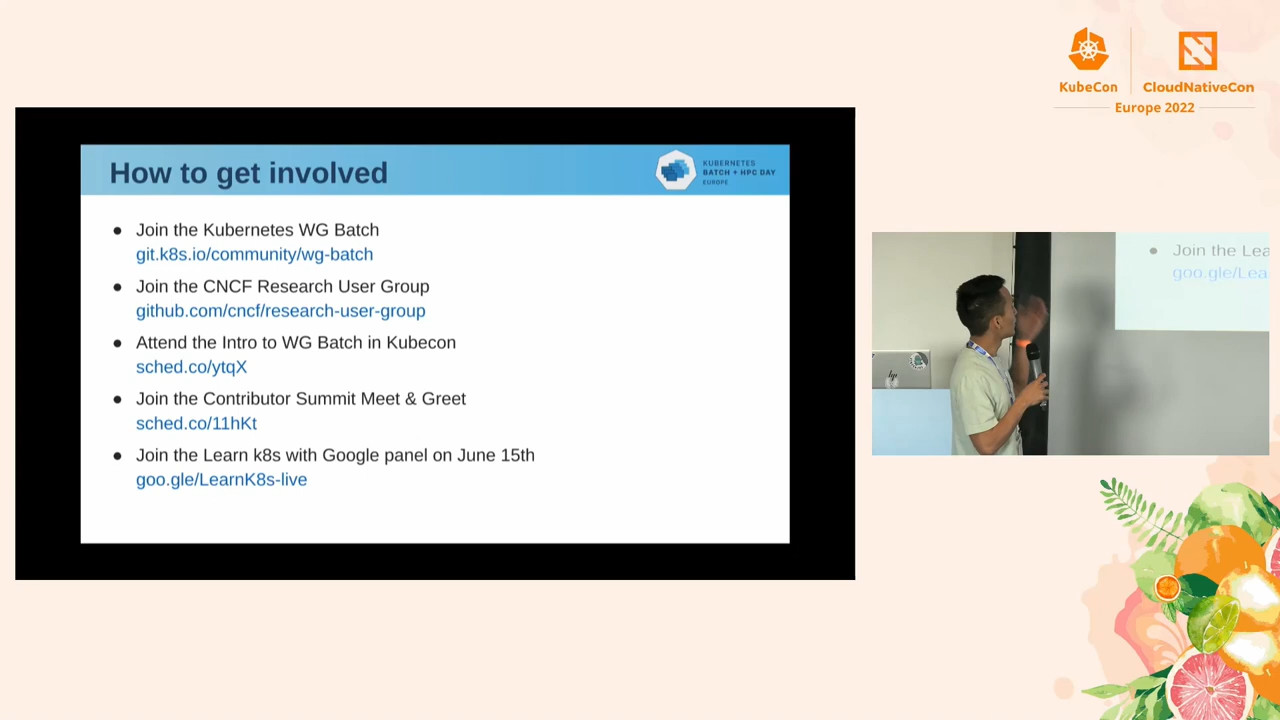 KubeCon
CloudNativeCon
Europe 2022
How to get involved
KUBERNETES
BATCH + HPC DAY
EUROPE
● Join the Kubernetes WG Batch
git.k8s.io/community/wg-batch
● Join the CNCF Research User Group
github.com/cncf/research-user-group
● Attend the Intro to WG Batch in Kubecon
sched.co/ytqX
● Join the Contributor Summit Meet & Greet
sched.co/11hKt
● Join the Learn k8s with Google panel on June 15th
goo.gle/LearnK8s-live
● Join the Lea
goo.gle/Lea
hp